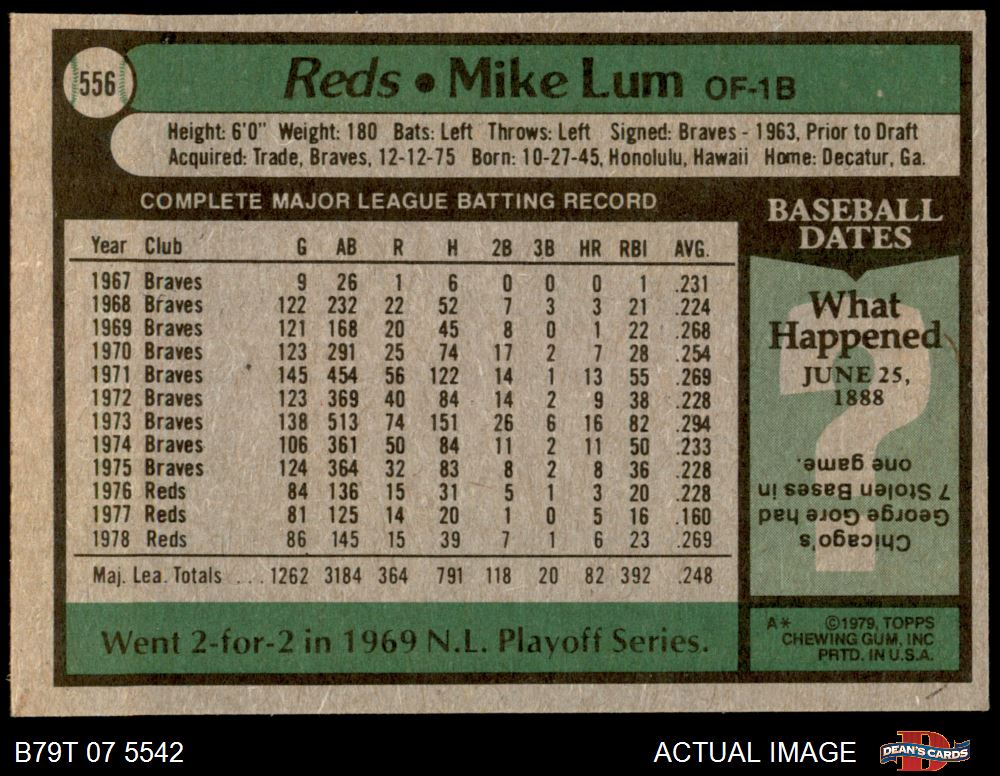 556
Reds • Mike Lum OF-1B
Height: 6'0" Weight: 180 Bats: Left Throws: Left Signed: Braves - 1963, Prior to Draft
Acquired: Trade, Braves, 12-12-75 Born: 10-27-45, Honolulu, Hawaii Home: Decatur, Ga.
COMPLETE MAJOR LEAGUE BATTING RECORD
Year Club G AB R H 2B 3B HR RBI AVG.
1967 Braves 9 26 1 6 0 0 0 1 .231
1968 Braves 122 232 22 52 7 3 3 21 .224
1969 Braves 121 168 20 45 8 0 1 22 .268
1970 Braves 123 291 25 74 17 2 7 28 .254
1971 Braves 145 454 56 122 14 1 13 55 .269
1972 Braves 123 369 40 84 14 2 9 38 .228
1973 Braves 138 513 74 151 26 6 16 82 .294
1974 Braves 106 361 50 84 11 2 11 50 .233
1975 Braves 124 364 32 83 8 2 8 36 .228
1976 Reds 84 136 15 31 5 1 3 20 .228
1977 Reds 81 125 14 20 1 0 5 16 .160
1978 Reds 86 145 15 39 7 1 6 23 .269
Maj. Lea. Totals ... 1262 3184 364 791 118 20 82 392 .248
Went 2-for-2 in 1969 N.L. Playoff Series.
BASEBALL
DATES
What
Happened
JUNE 25,
1888
?
Chicago's
George Gore had
7 Stolen Bases in
one game.
A* ©1979, TOPPS
CHEWING GUM, INC
PRTD. IN U.S.A.
B79T 07 5542
ACTUAL IMAGE
D
DEAN'S CARDS